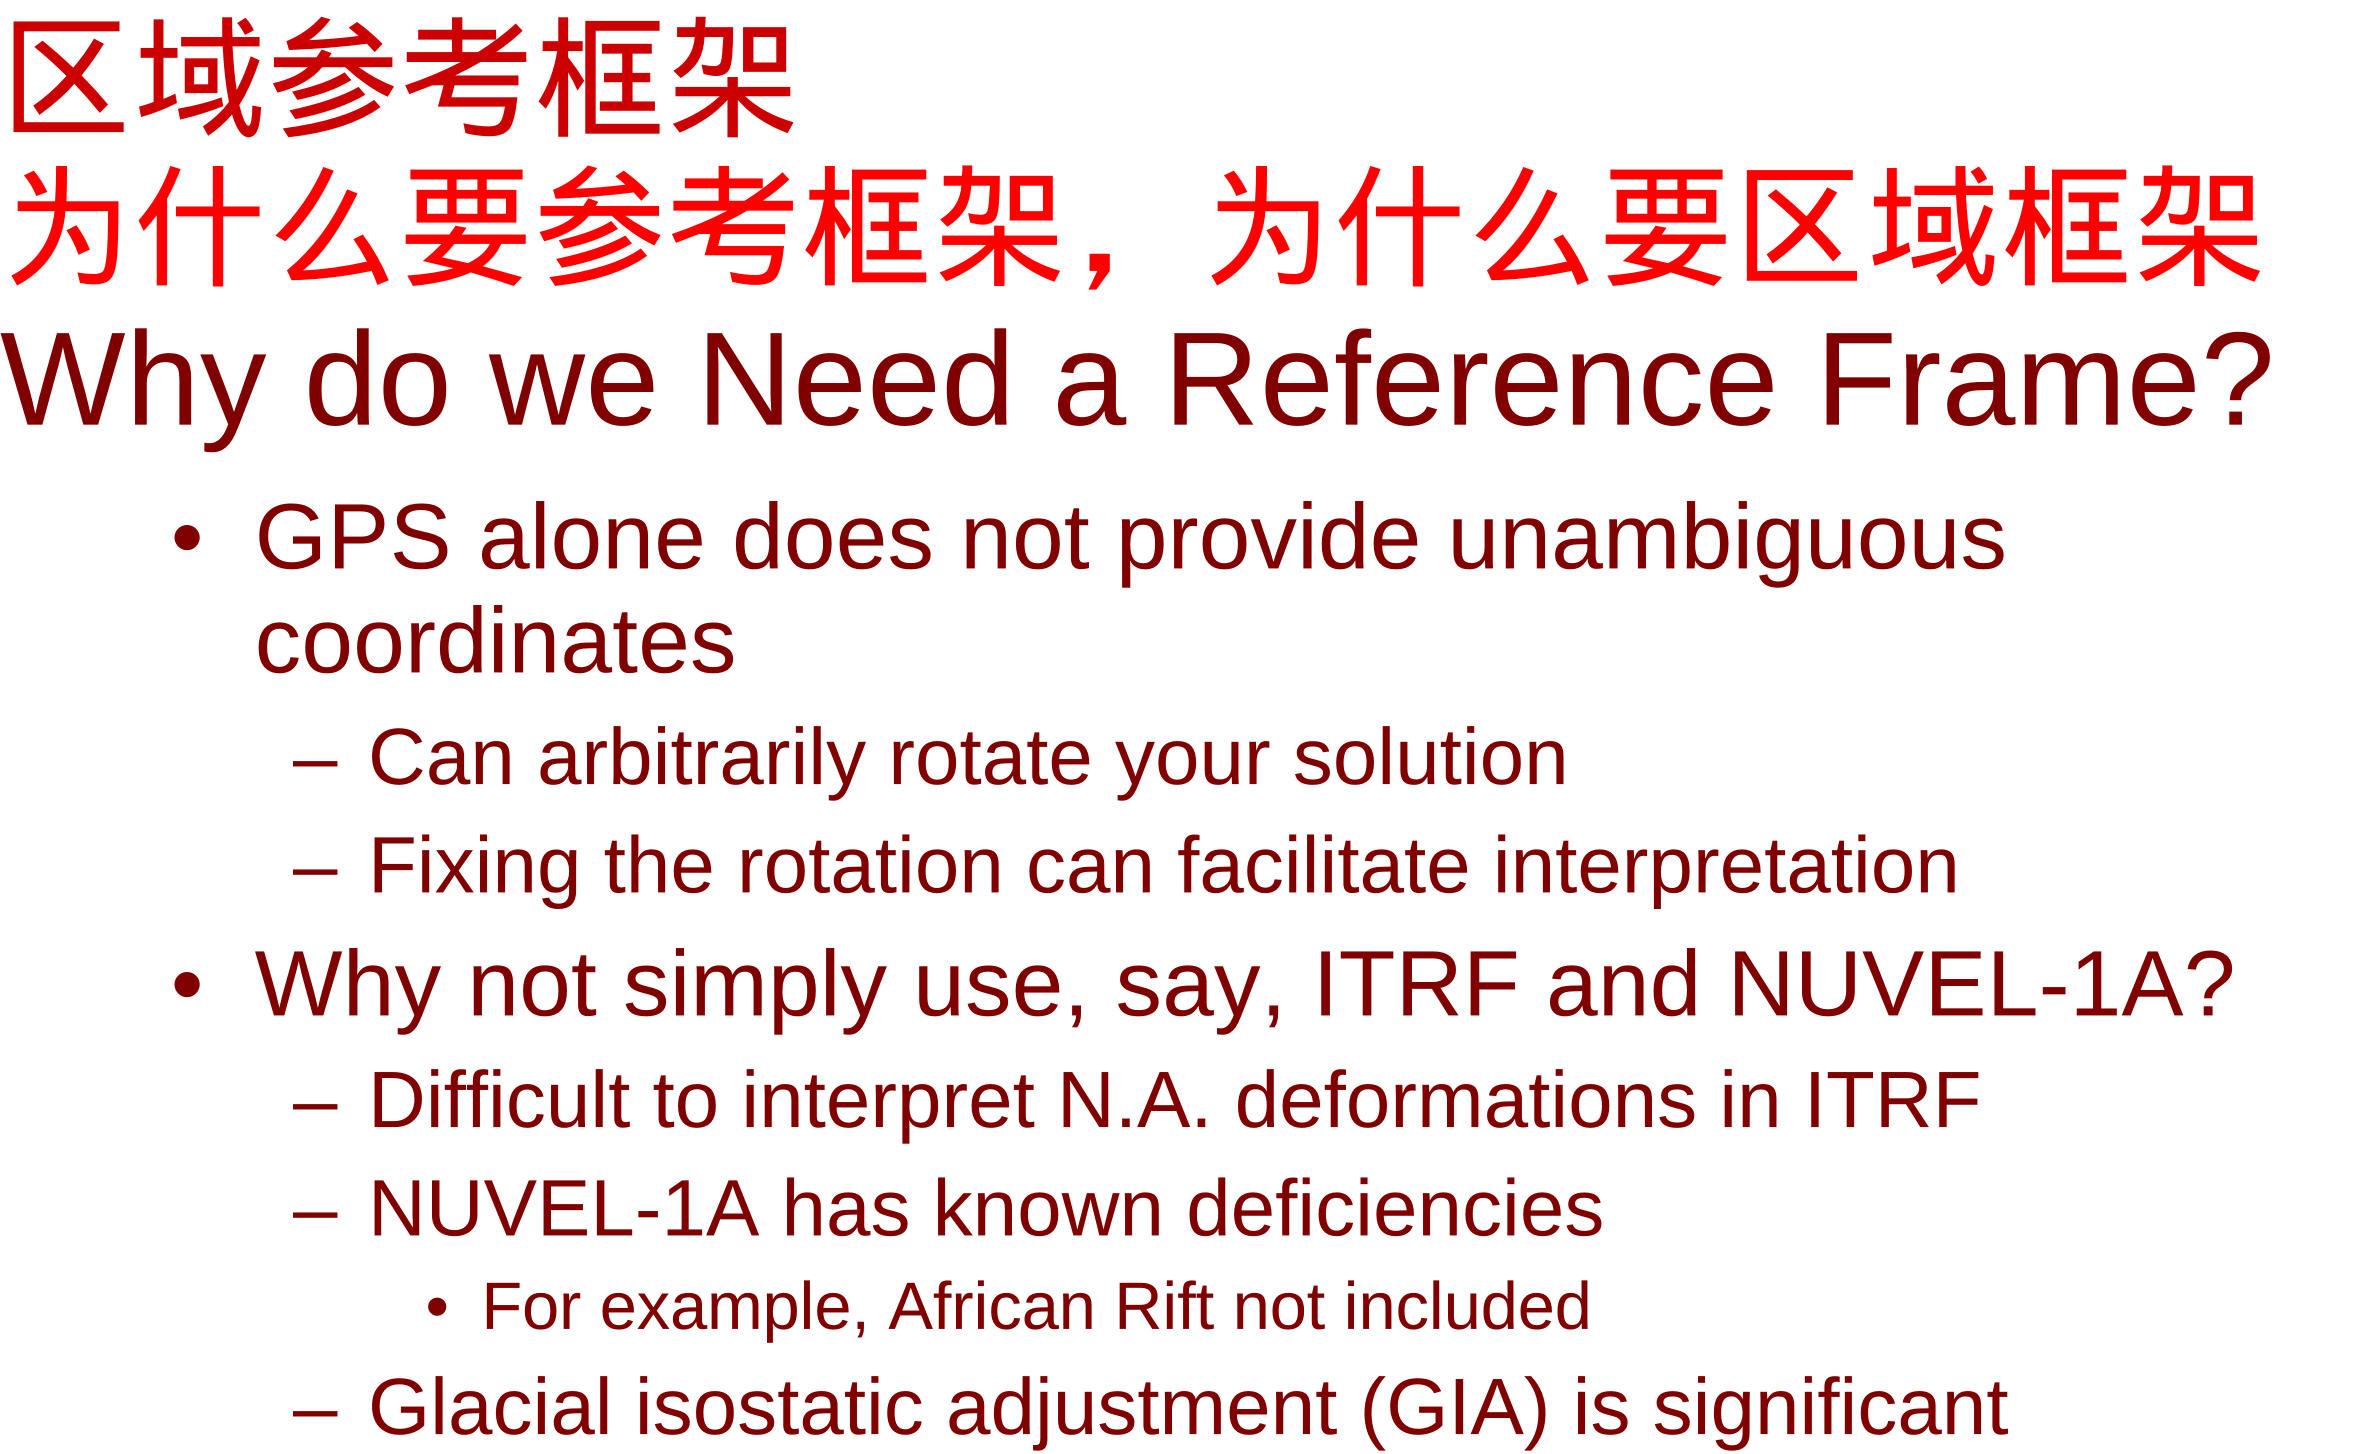 区域参考框架
为什么要参考框架，为什么要区域框架
Why do we Need a Reference Frame?
• GPS alone does not provide unambiguous
coordinates
– Can arbitrarily rotate your solution
– Fixing the rotation can facilitate interpretation
• Why not simply use, say, ITRF and NUVEL-1A?
– Difficult to interpret N.A. deformations in ITRF
– NUVEL-1A has known deficiencies
• For example, African Rift not included
– Glacial isostatic adjustment (GIA) is significant